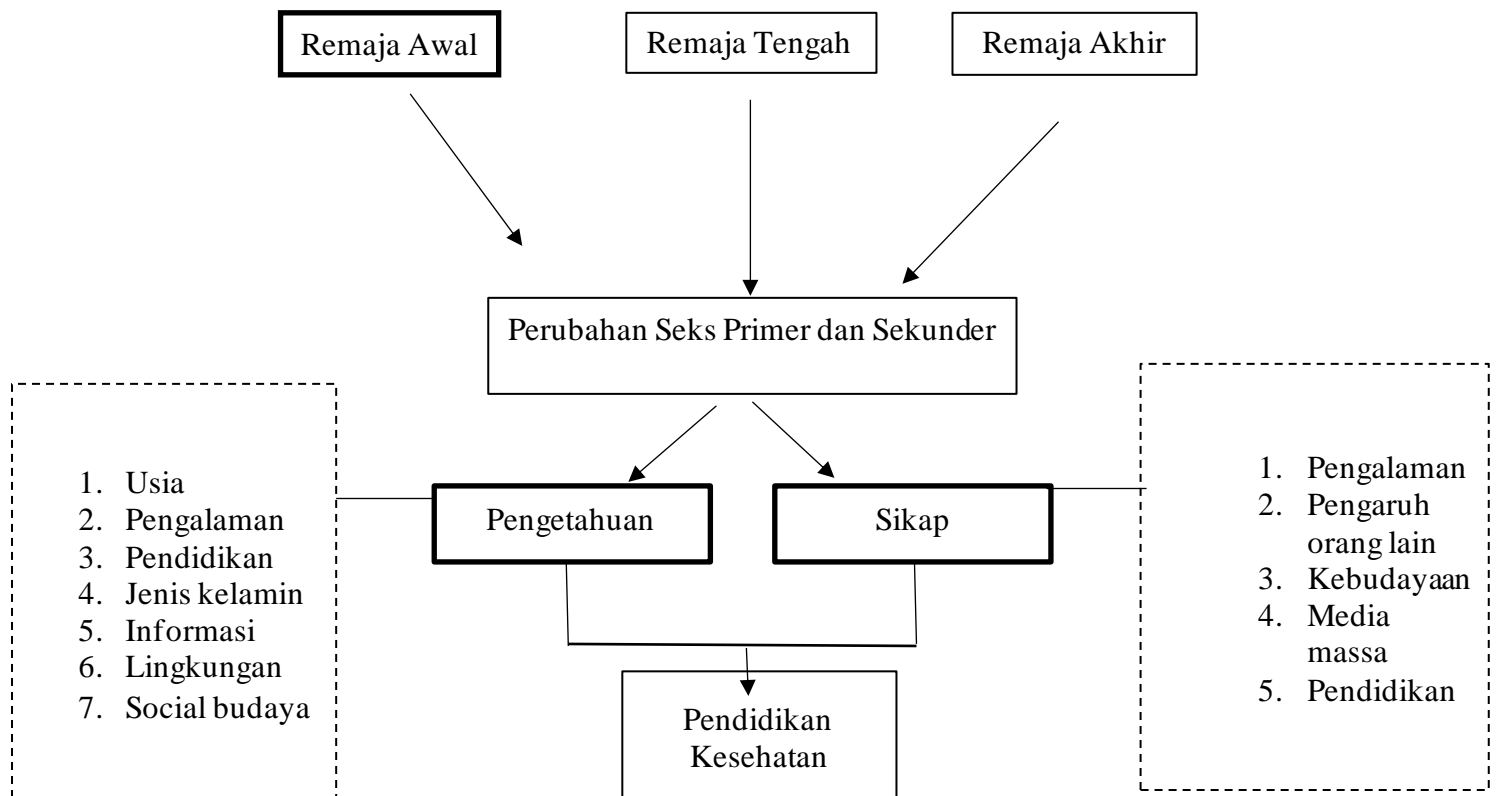 Remaja Awal
Remaja Tengah
Remaja Akhir
Perubahan Seks Primer dan Sekunder
1. Usia
2. Pengalaman
3. Pendidikan
4. Jenis kelamin
5. Informasi
6. Lingkungan
7. Social budaya
Pengetahuan
Sikap
1. Pengalaman
2. Pengaruh
orang lain
3. Kebudayaan
4. Media
massa
5. Pendidikan
Pendidikan
Kesehatan